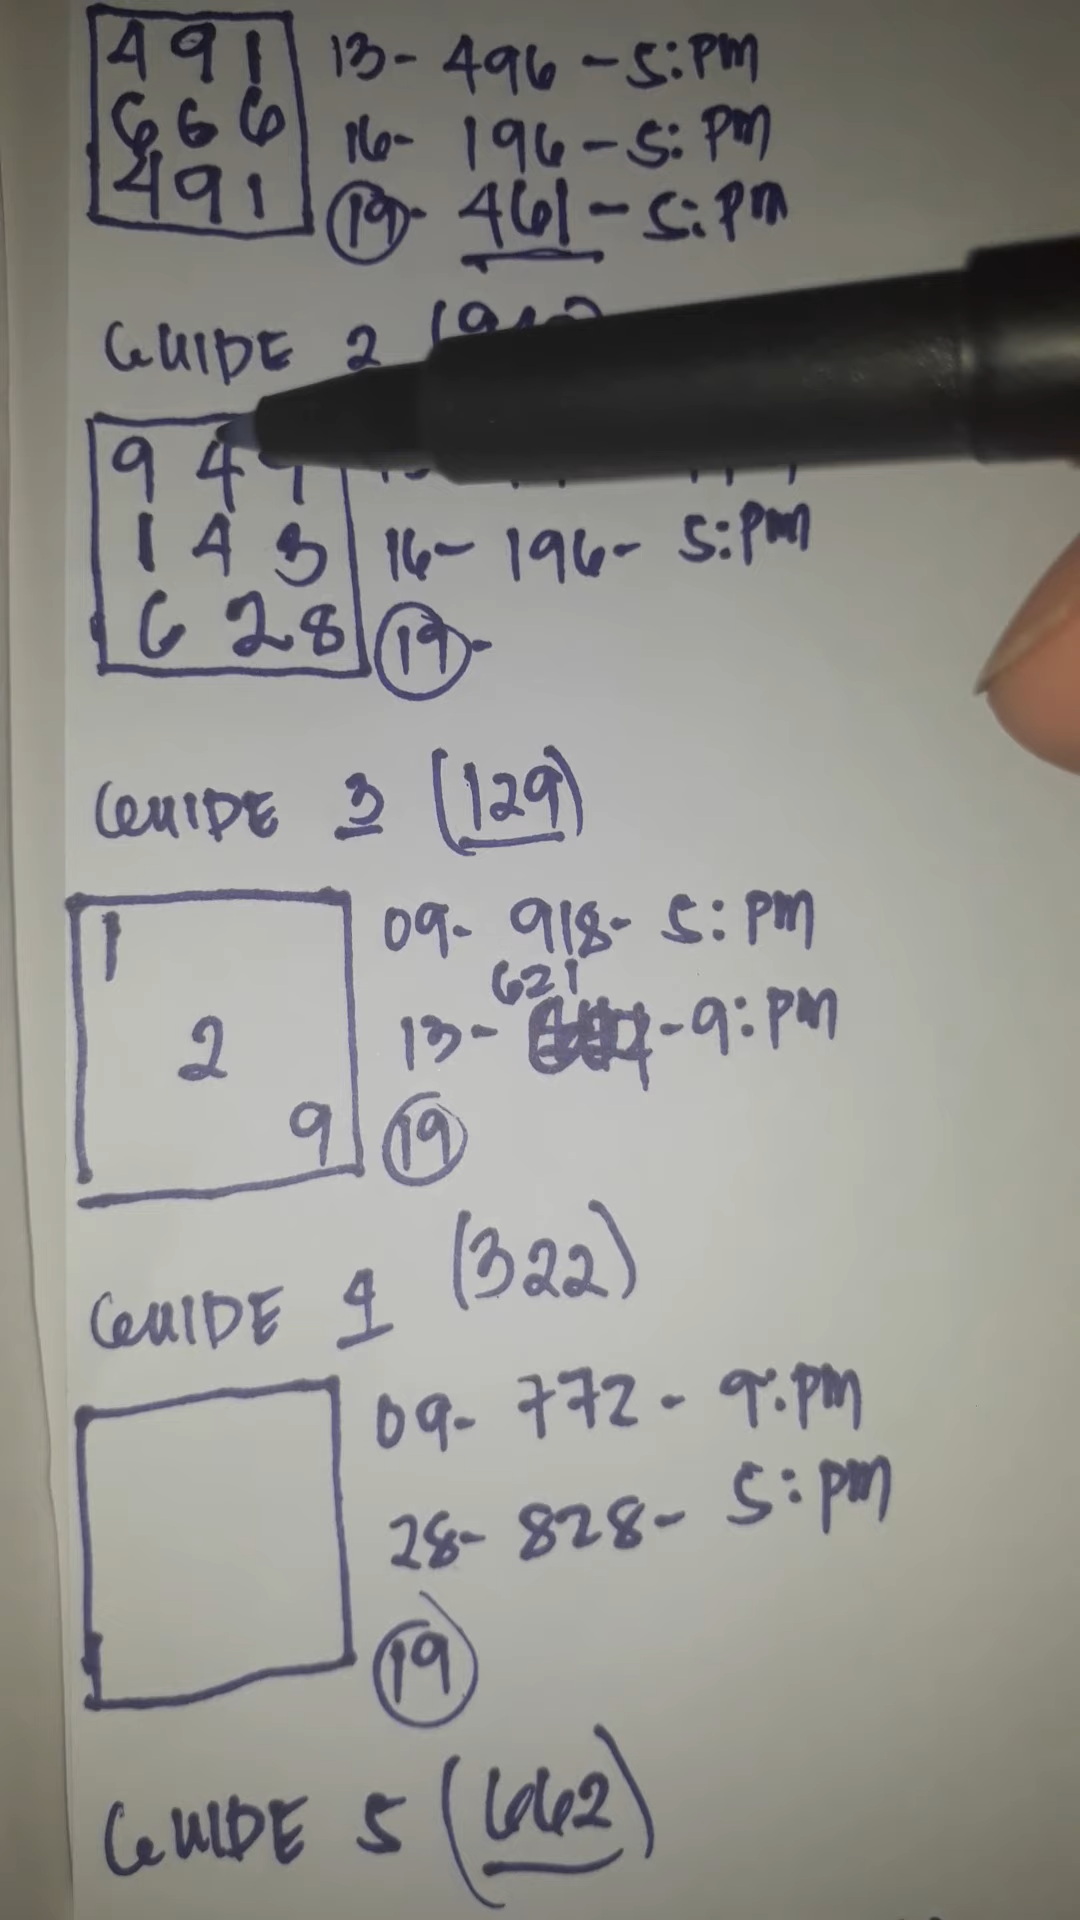 491 13- 496 - 5:pm
666 16- 196 - 5: pm
491 19- 461 - 5:pm
GUIDE 2
9 4
1 4 3 16- 196- 5:pm
6 2 8 19-
GUIDE 3 (129)
1 09- 918- 5: pm
621
2 13- -9:pm
9 19
GUIDE 4 (322)
09- 772- 9:pm
28- 828- 5:pm
19
GUIDE 5 (662)